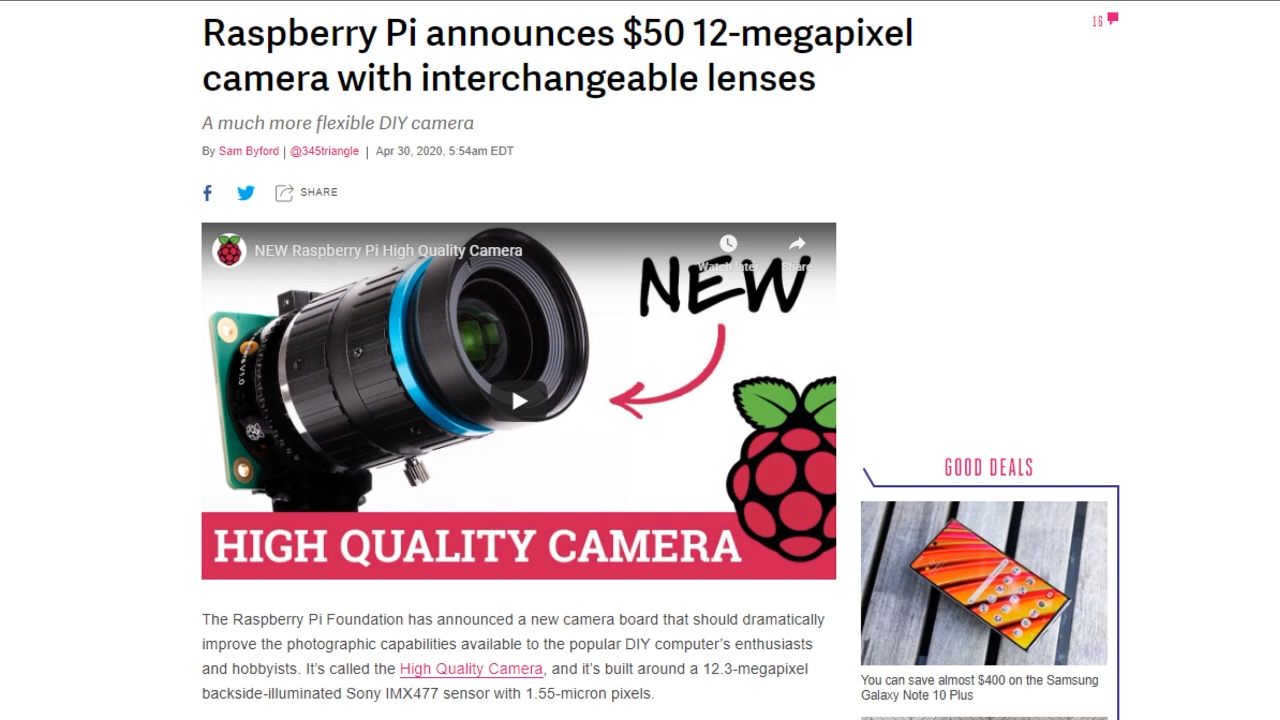 Raspberry Pi announces $50 12-megapixel
camera with interchangeable lenses
16
A much more flexible DIY camera
By Sam Byford | @345triangle | Apr 30, 2020, 5:54am EDT
SHARE
NEW Raspberry Pi High Quality Camera
Watch later
Share
NEW
V1.0
HIGH QUALITY CAMERA
The Raspberry Pi Foundation has announced a new camera board that should dramatically
improve the photographic capabilities available to the popular DIY computer's enthusiasts
and hobbyists. It's called the High Quality Camera, and it's built around a 12.3-megapixel
backside-illuminated Sony IMX477 sensor with 1.55-micron pixels.
GOOD DEALS
You can save almost $400 on the Samsung
Galaxy Note 10 Plus